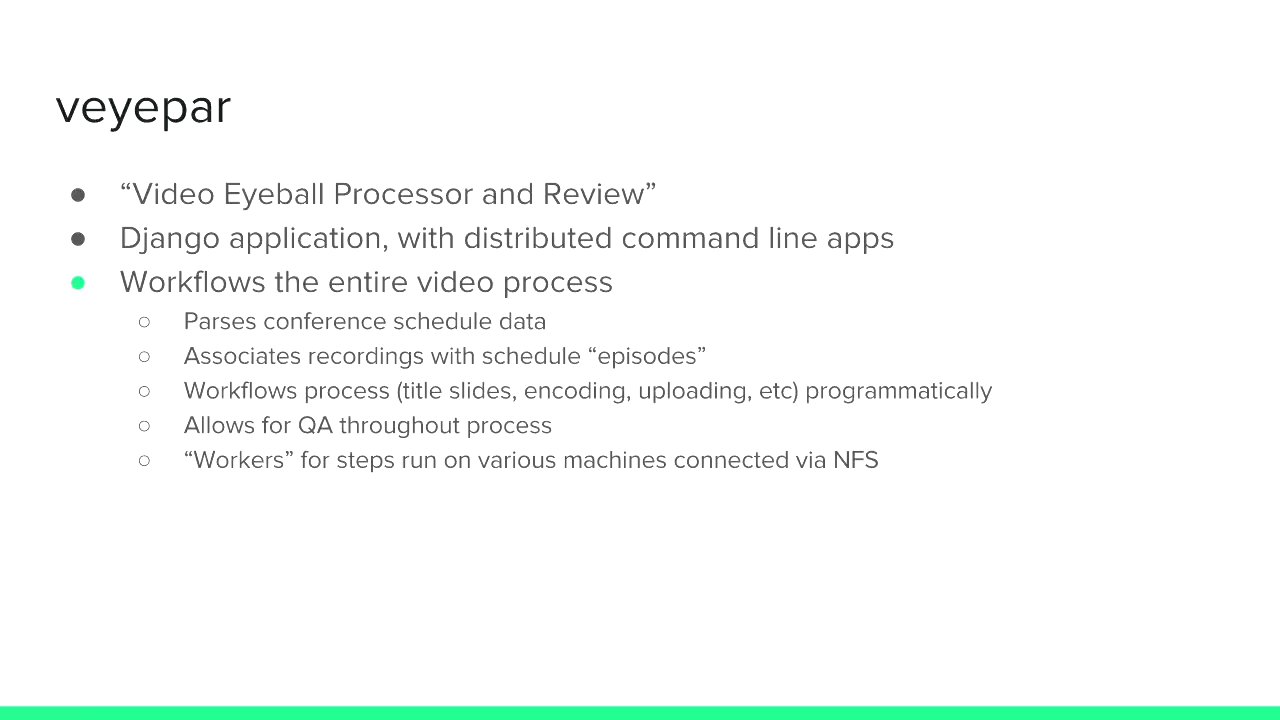 veyepar
● “Video Eyeball Processor and Review”
● Django application, with distributed command line apps
● Workflows the entire video process
○ Parses conference schedule data
○ Associates recordings with schedule “episodes”
○ Workflows process (title slides, encoding, uploading, etc) programmatically
○ Allows for QA throughout process
○ “Workers” for steps run on various machines connected via NFS